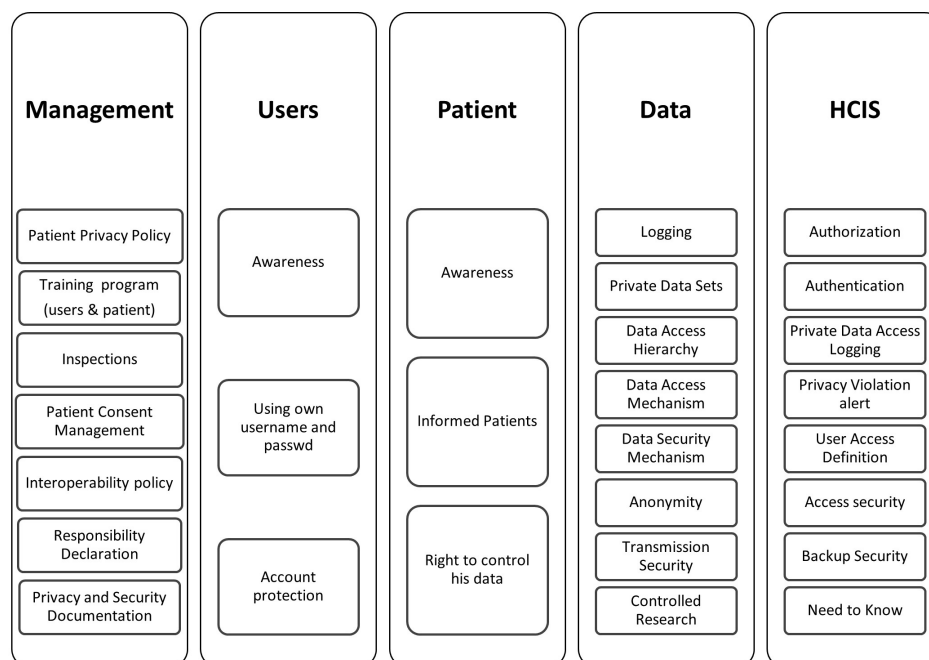 Management
Patient Privacy Policy
Training program
(users & patient)
Inspections
Patient Consent
Management
Interoperability policy
Responsibility
Declaration
Privacy and Security
Documentation
Users
Awareness
Using own
username and
passwd
Account
protection
Patient
Awareness
Informed Patients
Right to control
his data
Data
Logging
Private Data Sets
Data Access
Hierarchy
Data Access
Mechanism
Data Security
Mechanism
Anonymity
Transmission
Security
Controlled
Research
HCIS
Authorization
Authentication
Private Data Access
Logging
Privacy Violation
alert
User Access
Definition
Access security
Backup Security
Need to Know